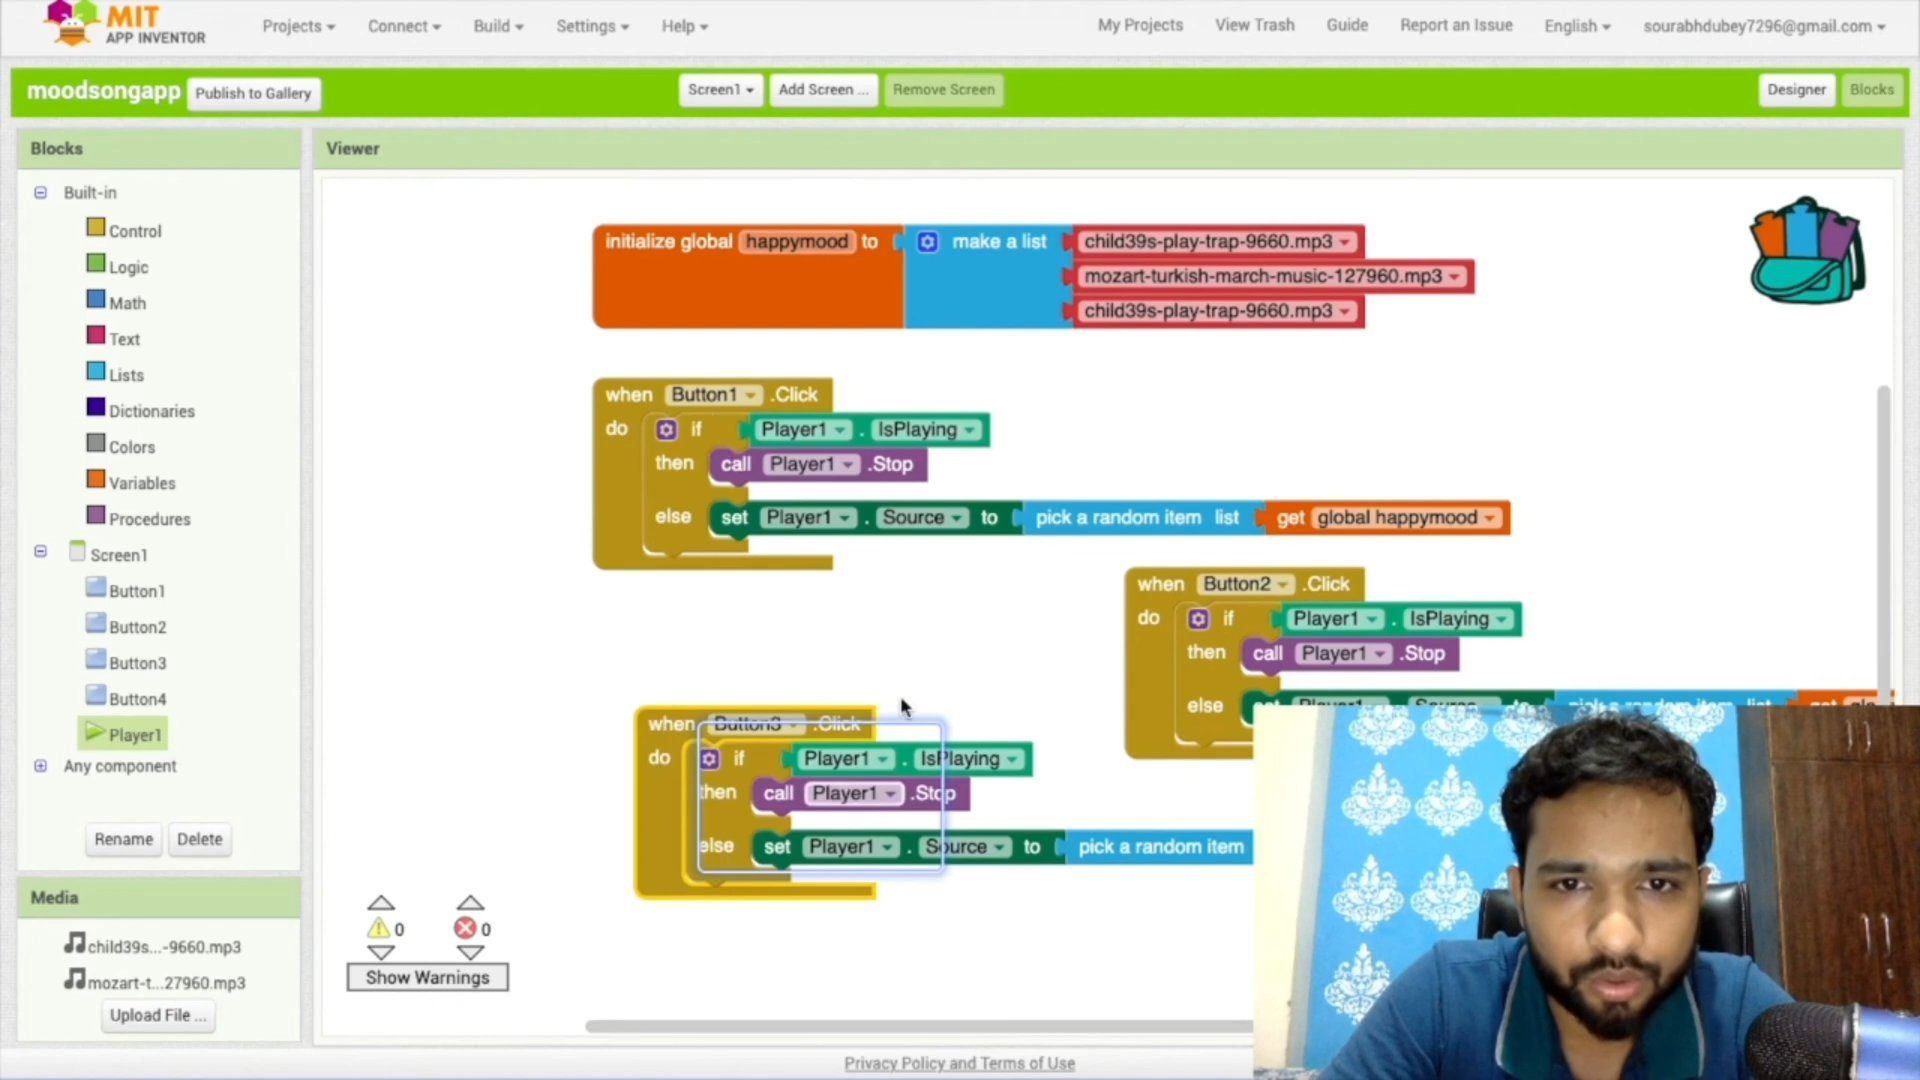 MIT
APP INVENTOR
Projects
Connect
Build
Settings
Help
My Projects
View Trash
Guide
Report an Issue
English
sourabhdubey7296@gmail.com
moodsongapp
Publish to Gallery
Screen1
Add Screen ...
Remove Screen
Designer
Blocks
Blocks
Built-in
Control
Logic
Math
Text
Lists
Dictionaries
Colors
Variables
Procedures
Screen1
Button1
Button2
Button3
Button4
Player1
Any component
Rename
Delete
Media
child39s...-9660.mp3
mozart-t...27960.mp3
Upload File ...
Viewer
initialize global happymood to make a list child39s-play-trap-9660.mp3
mozart-turkish-march-music-127960.mp3
child39s-play-trap-9660.mp3
when Button1 .Click
do if Player1 . IsPlaying
then call Player1 .Stop
else set Player1 . Source to pick a random item list get global happymood
when Button2 .Click
do if Player1 . IsPlaying
then call Player1 .Stop
else
when Button3 .Click
do if Player1 . IsPlaying
then call Player1 .Stop
else set Player1 . Source to pick a random item
0
0
Show Warnings
Privacy Policy and Terms of Use